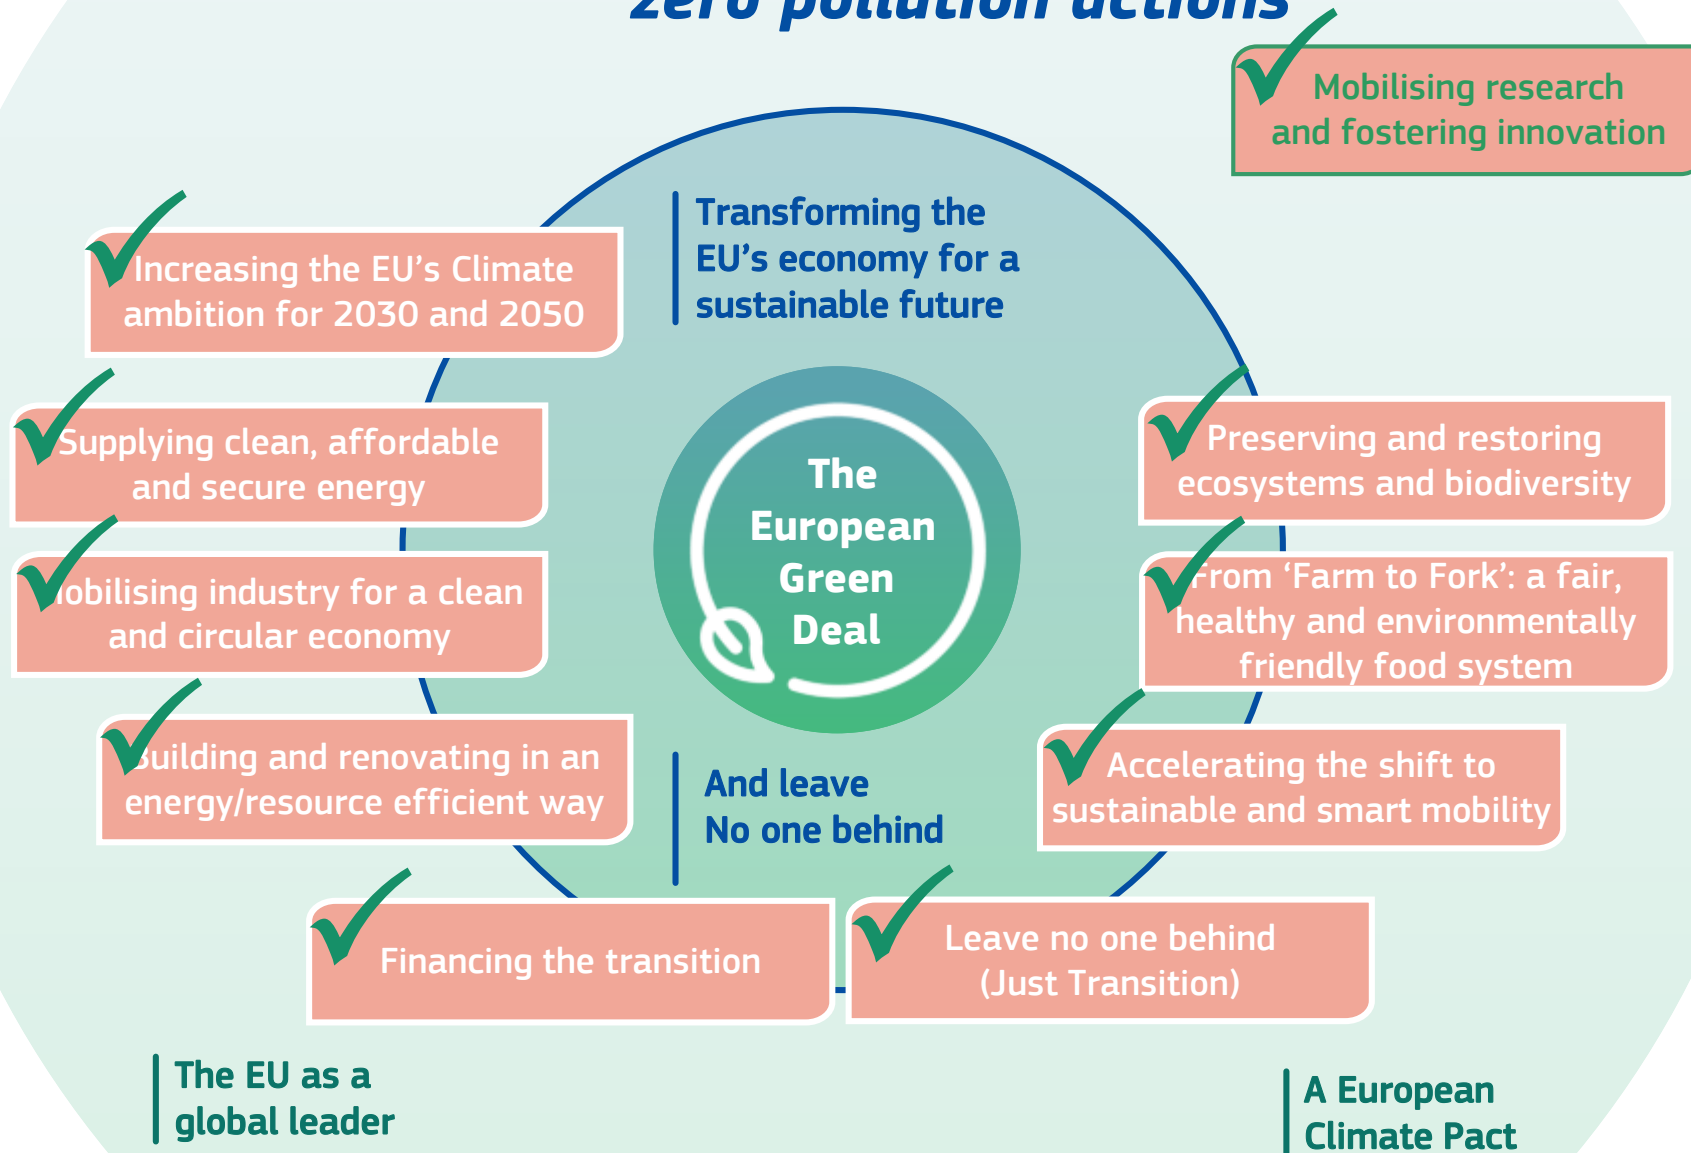 zero pollution actions
Mobilising research
and fostering innovation
Transforming the
EU's economy for a
sustainable future
Increasing the EU's Climate
ambition for 2030 and 2050
Supplying clean, affordable
and secure energy
Mobilising industry for a clean
and circular economy
Building and renovating in an
energy/resource efficient way
The
European
Green
Deal
Preserving and restoring
ecosystems and biodiversity
From ‘Farm to Fork’: a fair,
healthy and environmentally
friendly food system
Accelerating the shift to
sustainable and smart mobility
And leave
No one behind
Financing the transition
Leave no one behind
(Just Transition)
The EU as a
global leader
A European
Climate Pact